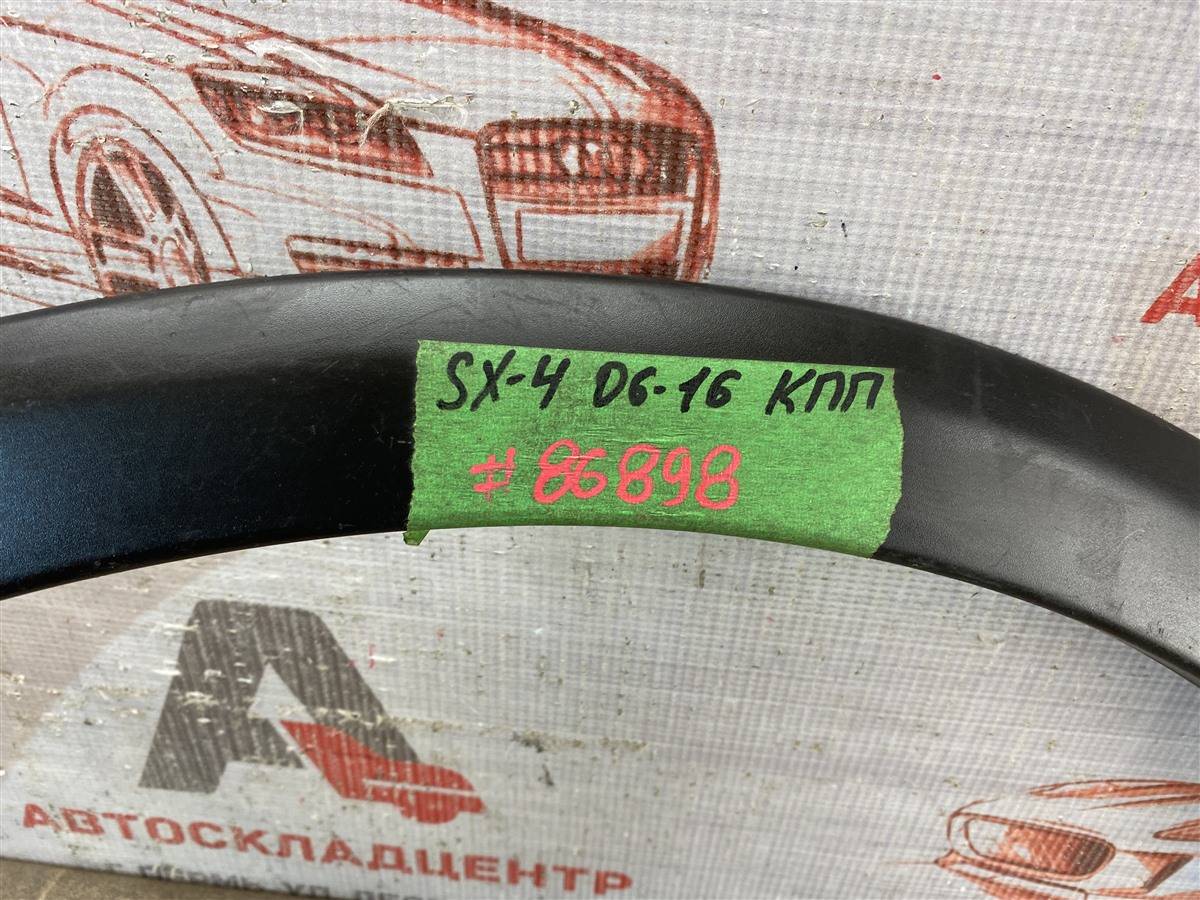 SX-4 06-16 КПП
#86898
А
АВТОСКЛАДЦЕНТР